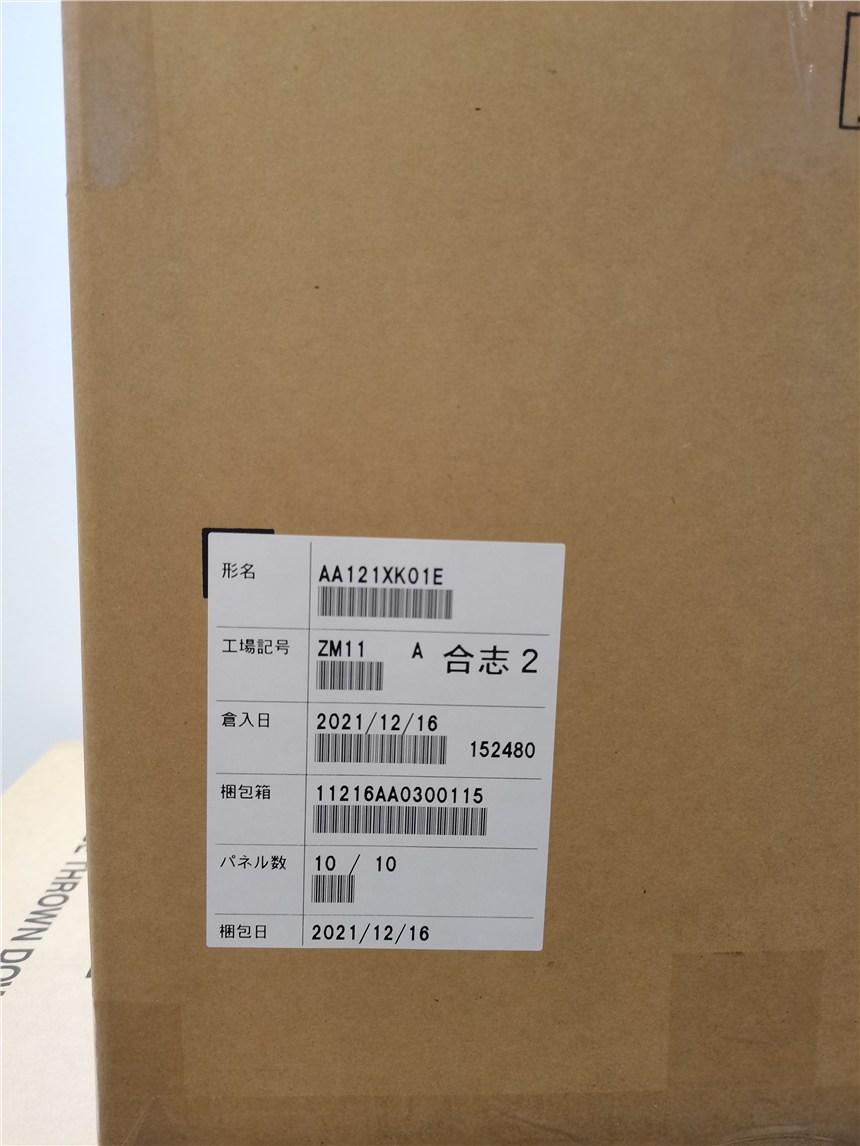 形名 AA121XK01E
工場記号 ZM11 A 合志2
倉入日 2021/12/16
152480
梱包箱 11216AA0300115
パネル数 10 / 10
梱包日 2021/12/16
THROWN DOW